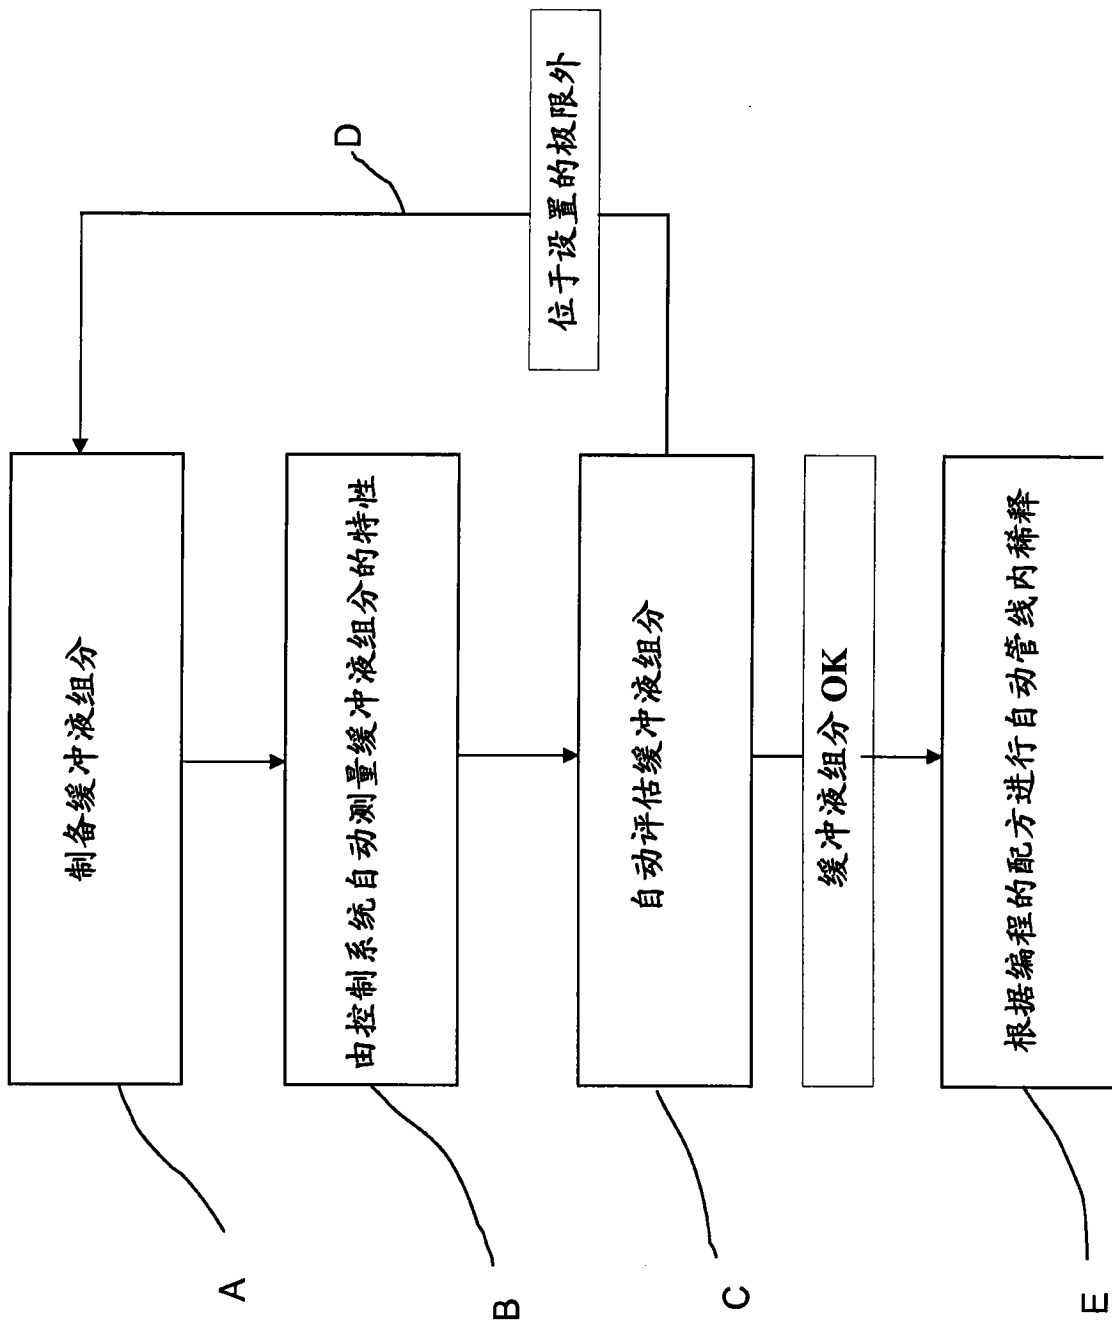 A
制备缓冲液组分
D
B
由控制系统自动测量缓冲液组分的特性
位于设置的极限外
C
自动评估缓冲液组分
缓冲液组分 OK
E
根据编程的配方进行自动管线内稀释